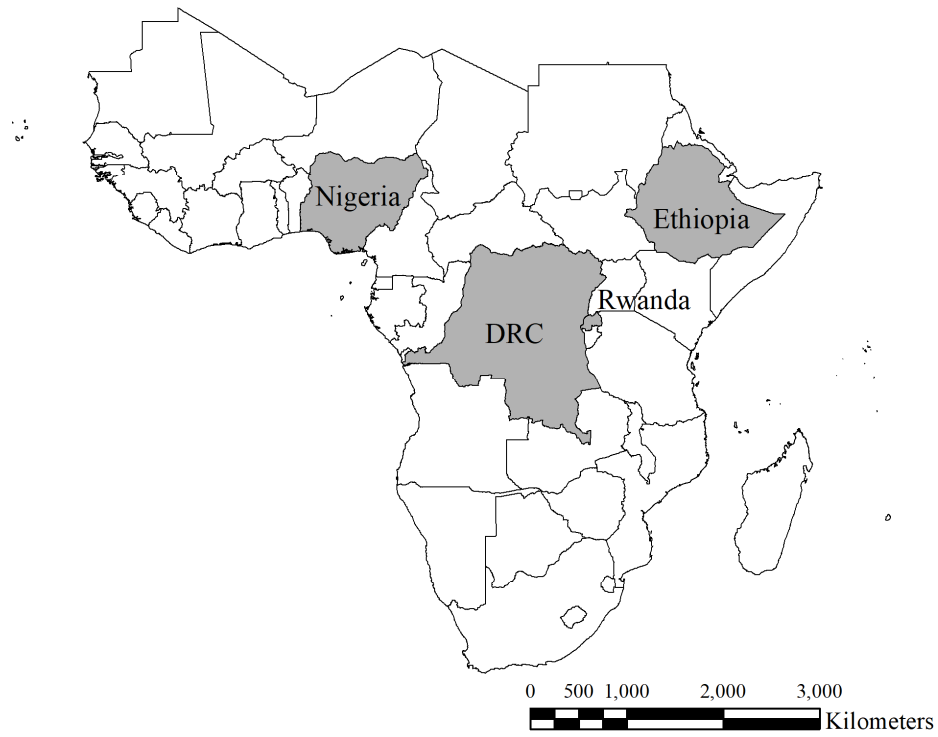 Nigeria
Ethiopia
Rwanda
DRC
0 500 1,000 2,000 3,000
Kilometers